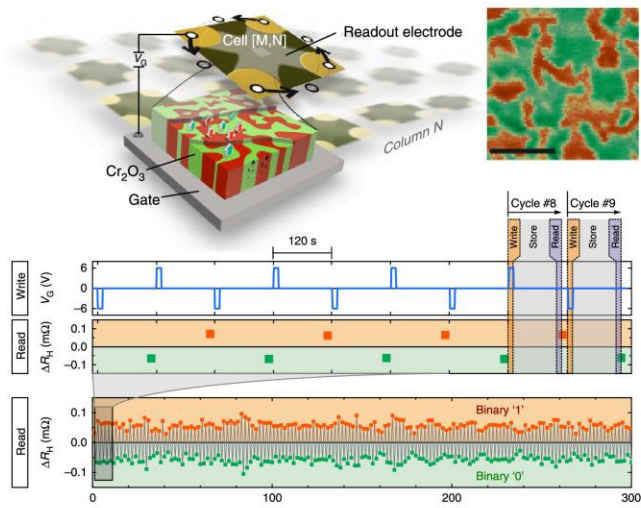 Cell [M,N]
Readout electrode
V_G
Column N
Cr₂O₃
Gate
Cycle #8 Cycle #9
Write Store Read Write Store Read
120 s
Write
V_G (V)
6
0
−6
Read
ΔR_H (mΩ)
0.1
0.0
−0.1
Read
ΔR_H (mΩ)
0.1
0.0
−0.1
Binary '1'
Binary '0'
0 100 200 300